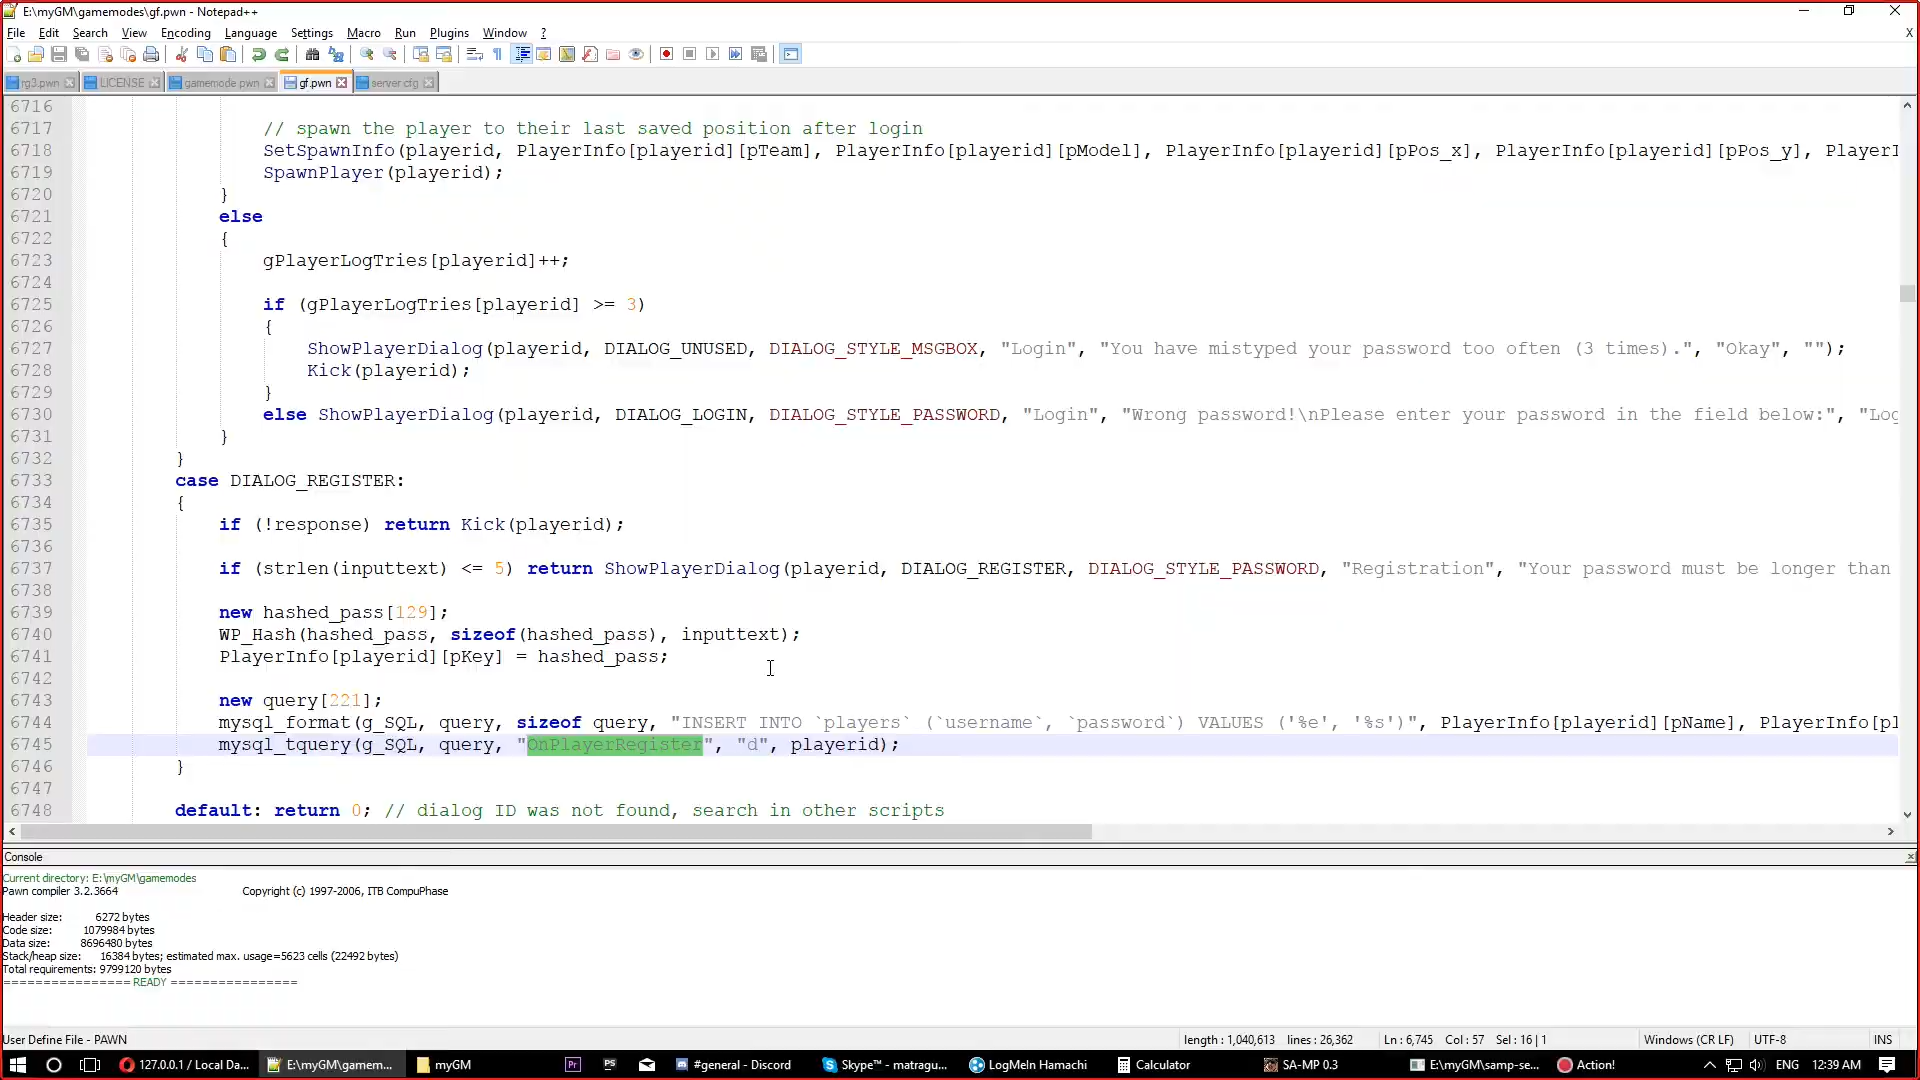 E:\myGM\gamemodes\gf.pwn - Notepad++
File Edit Search View Encoding Language Settings Macro Run Plugins Window ? X
rg3.pwn LICENSE gamemode.pwn gf.pwn server.cfg
6716
6717 // spawn the player to their last saved position after login
6718 SetSpawnInfo(playerid, PlayerInfo[playerid][pTeam], PlayerInfo[playerid][pModel], PlayerInfo[playerid][pPos_x], PlayerInfo[playerid][pPos_y], PlayerI
6719 SpawnPlayer(playerid);
6720 }
6721 else
6722 {
6723 gPlayerLogTries[playerid]++;
6724
6725 if (gPlayerLogTries[playerid] >= 3)
6726 {
6727 ShowPlayerDialog(playerid, DIALOG_UNUSED, DIALOG_STYLE_MSGBOX, "Login", "You have mistyped your password too often (3 times).", "Okay", "");
6728 Kick(playerid);
6729 }
6730 else ShowPlayerDialog(playerid, DIALOG_LOGIN, DIALOG_STYLE_PASSWORD, "Login", "Wrong password!\nPlease enter your password in the field below:", "Log
6731 }
6732 }
6733 case DIALOG_REGISTER:
6734 {
6735 if (!response) return Kick(playerid);
6736
6737 if (strlen(inputtext) <= 5) return ShowPlayerDialog(playerid, DIALOG_REGISTER, DIALOG_STYLE_PASSWORD, "Registration", "Your password must be longer than
6738
6739 new hashed_pass[129];
6740 WP_Hash(hashed_pass, sizeof(hashed_pass), inputtext);
6741 PlayerInfo[playerid][pKey] = hashed_pass;
6742
6743 new query[221];
6744 mysql_format(g_SQL, query, sizeof query, "INSERT INTO `players` (`username`, `password`) VALUES ('%e', '%s')", PlayerInfo[playerid][pName], PlayerInfo[pl
6745 mysql_tquery(g_SQL, query, "OnPlayerRegister", "d", playerid);
6746 }
6747
6748 default: return 0; // dialog ID was not found, search in other scripts
Console
Current directory: E:\myGM\gamemodes
Pawn compiler 3.2.3664 Copyright (c) 1997-2006, ITB CompuPhase
Header size: 6272 bytes
Code size: 1079984 bytes
Data size: 8696480 bytes
Stack/heap size: 16384 bytes; estimated max. usage=5623 cells (22492 bytes)
Total requirements: 9799120 bytes
================ READY ================
User Define File - PAWN length : 1,040,613 lines : 26,362 Ln : 6,745 Col : 57 Sel : 16 | 1 Windows (CR LF) UTF-8 INS
127.0.0.1 / Local Da... E:\myGM\gamem... myGM Pr PS #general - Discord Skype™ - matragu... LogMeIn Hamachi Calculator SA-MP 0.3 E:\myGM\samp-se... Action! ENG 12:39 AM